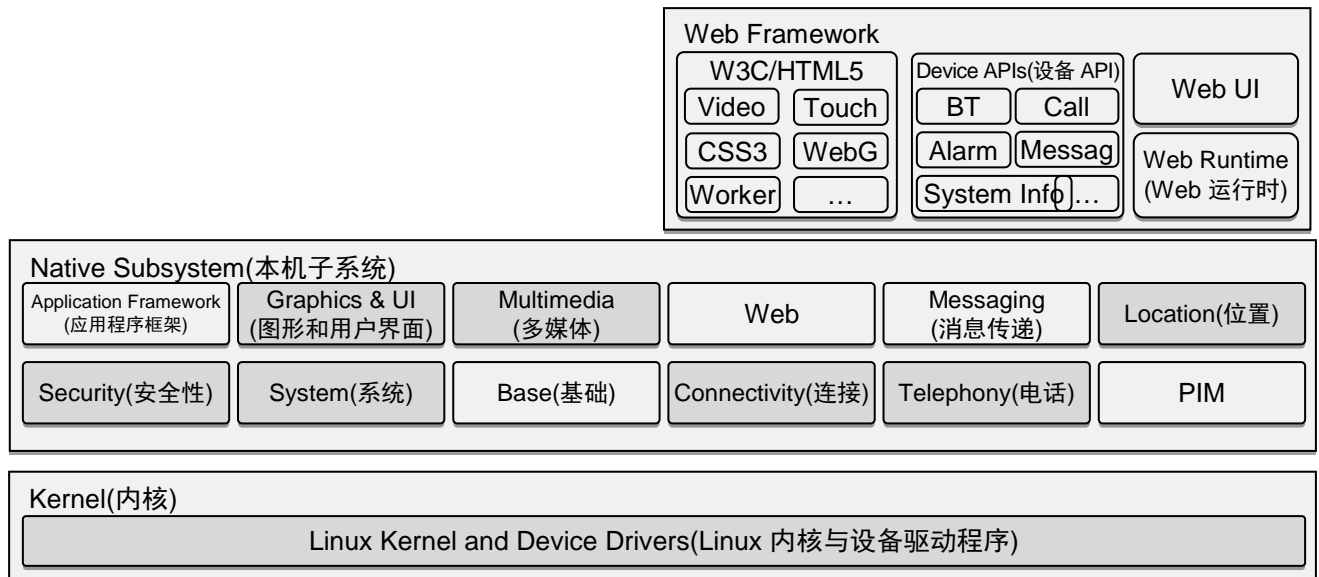 Web Framework
W3C/HTML5
Video Touch
CSS3 WebG
Worker …
Device APIs(设备 API)
BT Call
Alarm Messag
System Info …
Web UI
Web Runtime
(Web 运行时)
Native Subsystem(本机子系统)
Application Framework
(应用程序框架)
Graphics & UI
(图形和用户界面)
Multimedia
(多媒体)
Web
Messaging
(消息传递)
Location(位置)
Security(安全性)
System(系统)
Base(基础)
Connectivity(连接)
Telephony(电话)
PIM
Kernel(内核)
Linux Kernel and Device Drivers(Linux 内核与设备驱动程序)